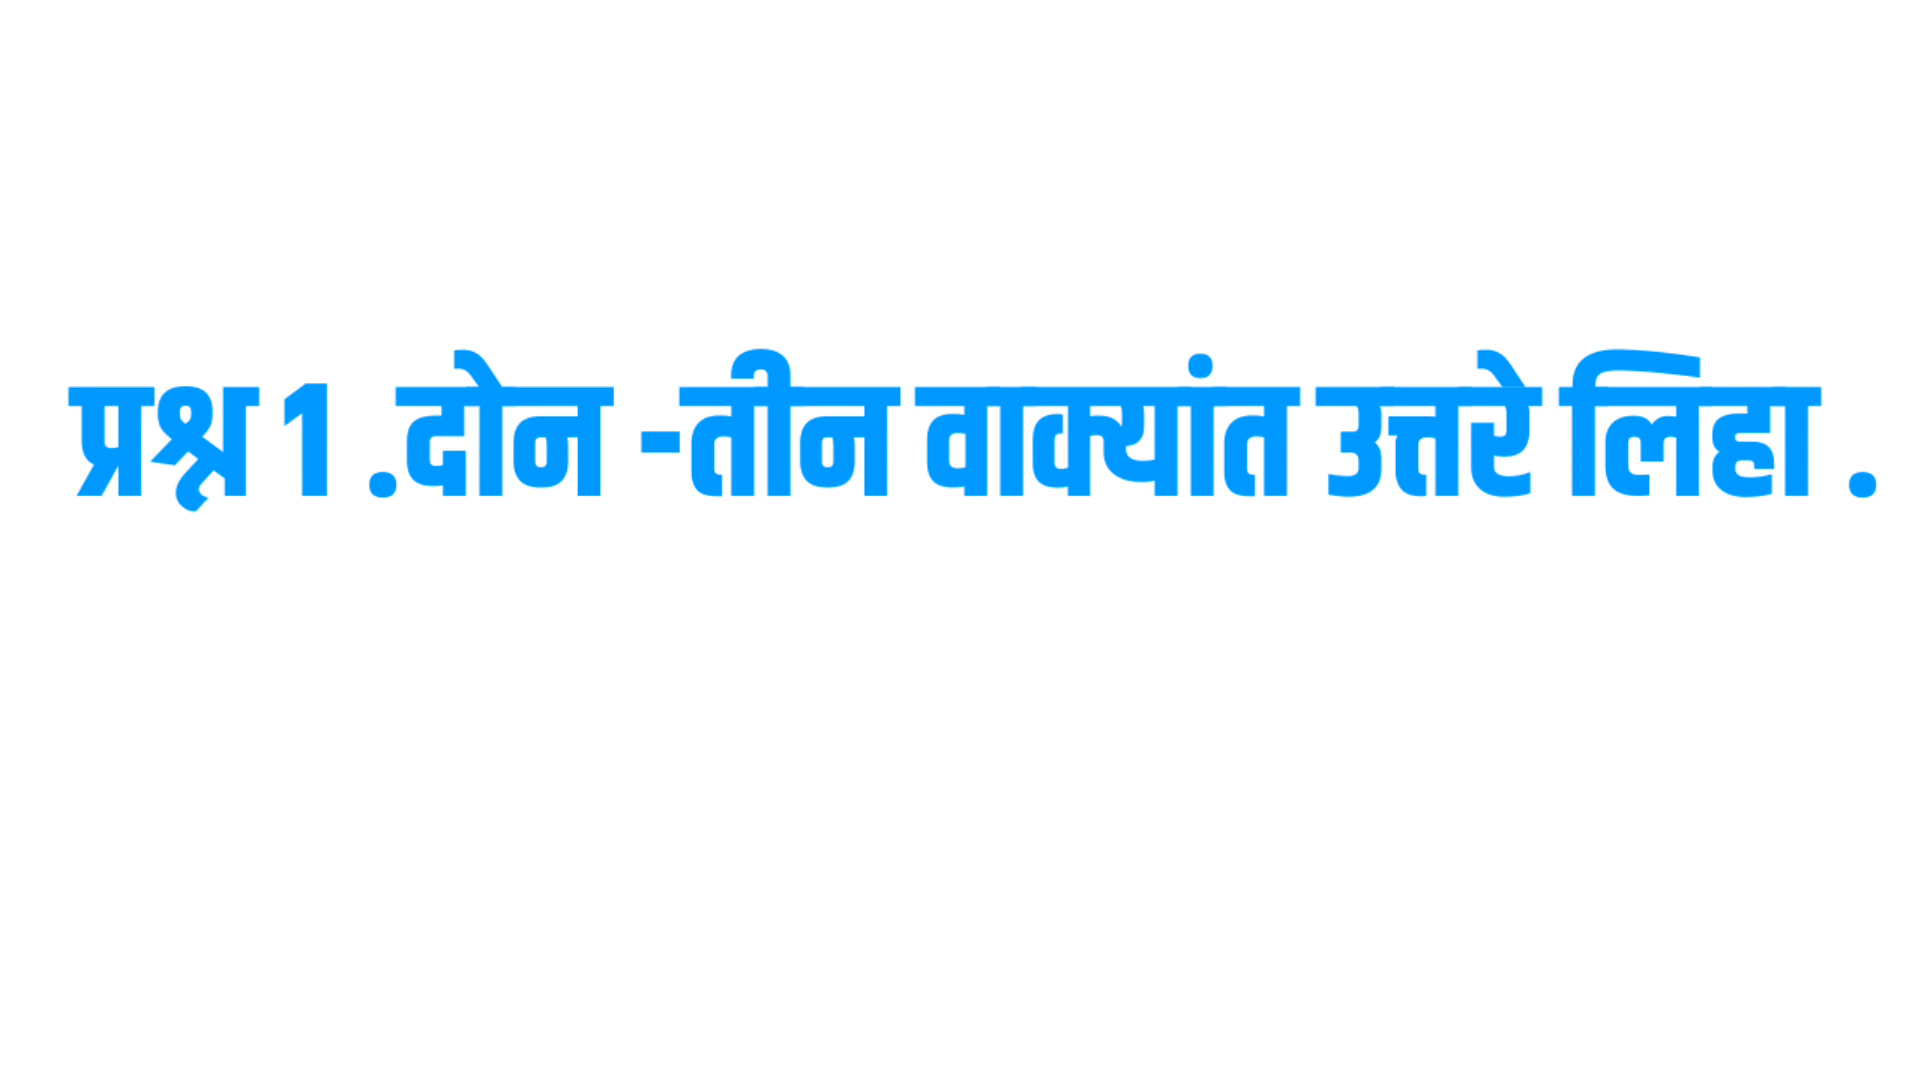 प्रश्न 1 .दोन -तीन वाक्यांत उत्तरे लिहा .